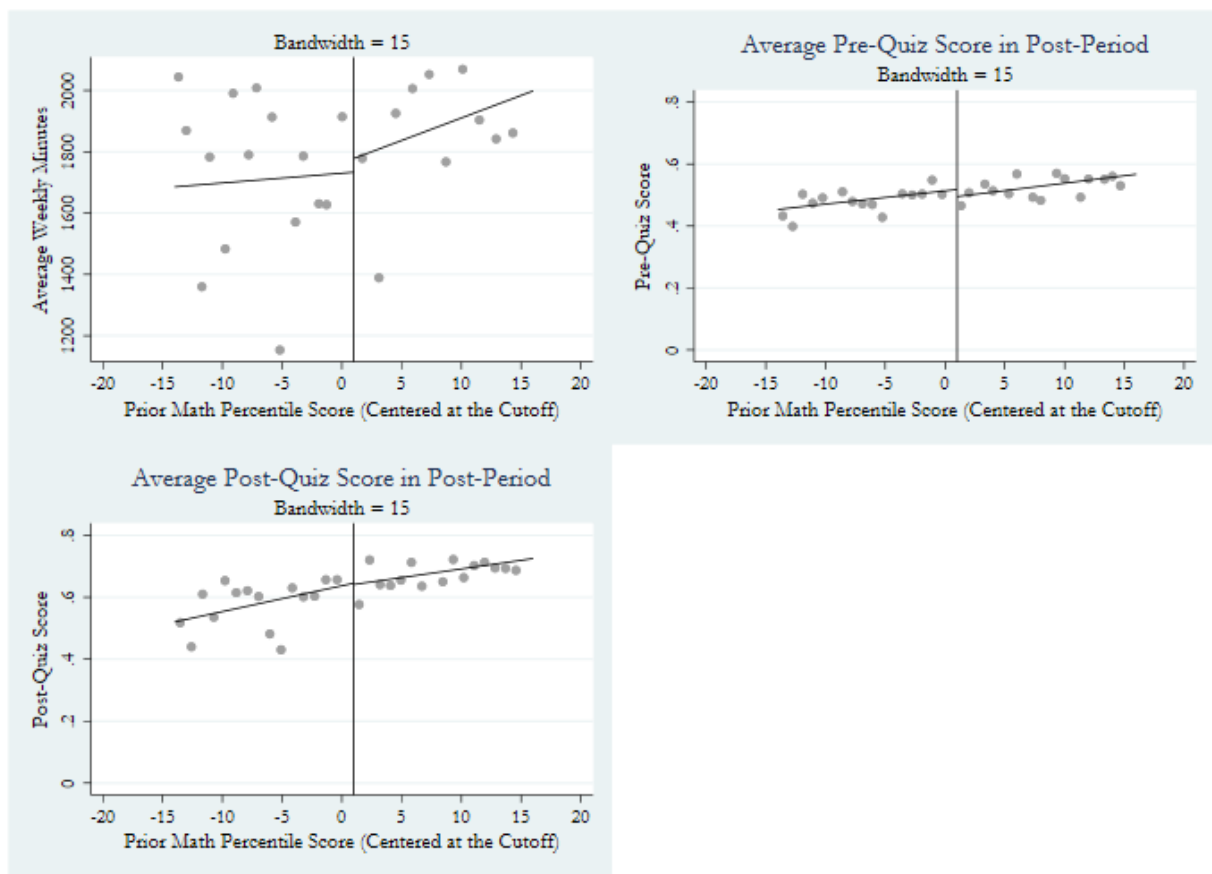 Bandwidth = 15
Average Weekly Minutes
2000
1800
1600
1400
1200
-20 -15 -10 -5 0 5 10 15 20
Prior Math Percentile Score (Centered at the Cutoff)
Average Pre-Quiz Score in Post-Period
Bandwidth = 15
Pre-Quiz Score
.8
.6
.4
.2
0
-20 -15 -10 -5 0 5 10 15 20
Prior Math Percentile Score (Centered at the Cutoff)
Average Post-Quiz Score in Post-Period
Bandwidth = 15
Post-Quiz Score
.8
.6
.4
.2
0
-20 -15 -10 -5 0 5 10 15 20
Prior Math Percentile Score (Centered at the Cutoff)